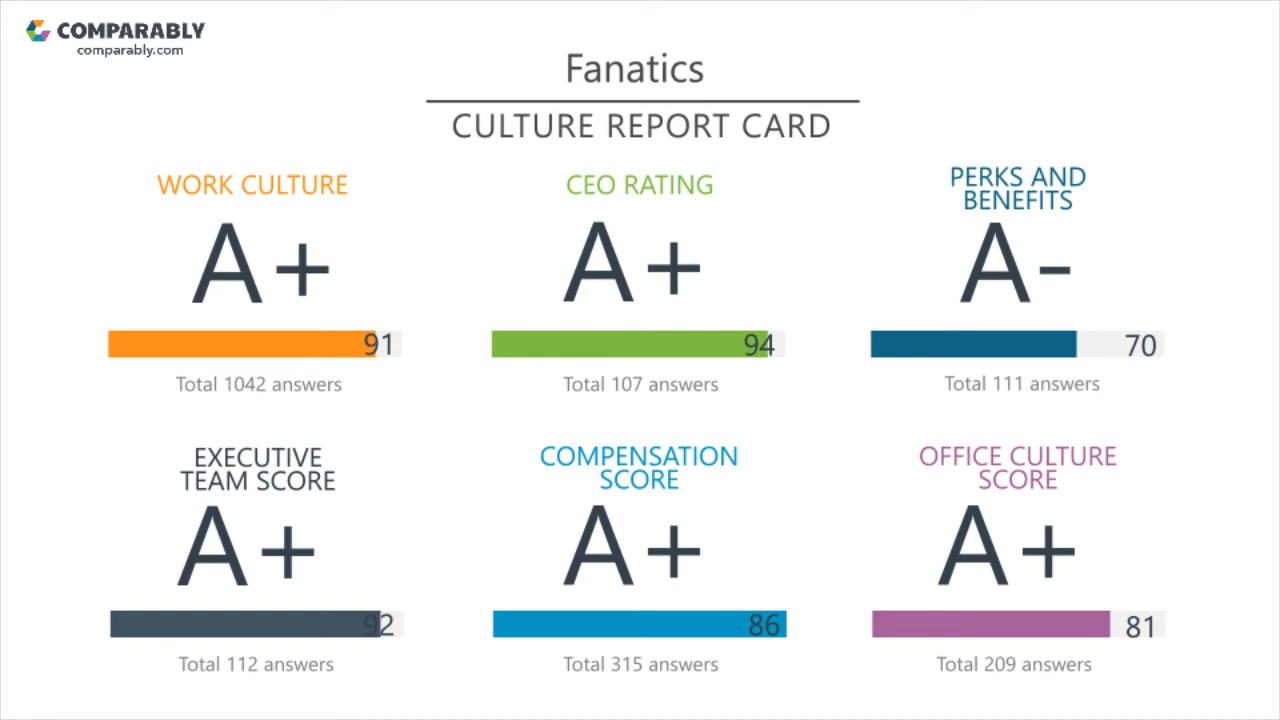 COMPARABLY
comparably.com
Fanatics
CULTURE REPORT CARD
WORK CULTURE
A+
91
Total 1042 answers
CEO RATING
A+
94
Total 107 answers
PERKS AND
BENEFITS
A-
70
Total 111 answers
EXECUTIVE
TEAM SCORE
A+
92
Total 112 answers
COMPENSATION
SCORE
A+
86
Total 315 answers
OFFICE CULTURE
SCORE
A+
81
Total 209 answers